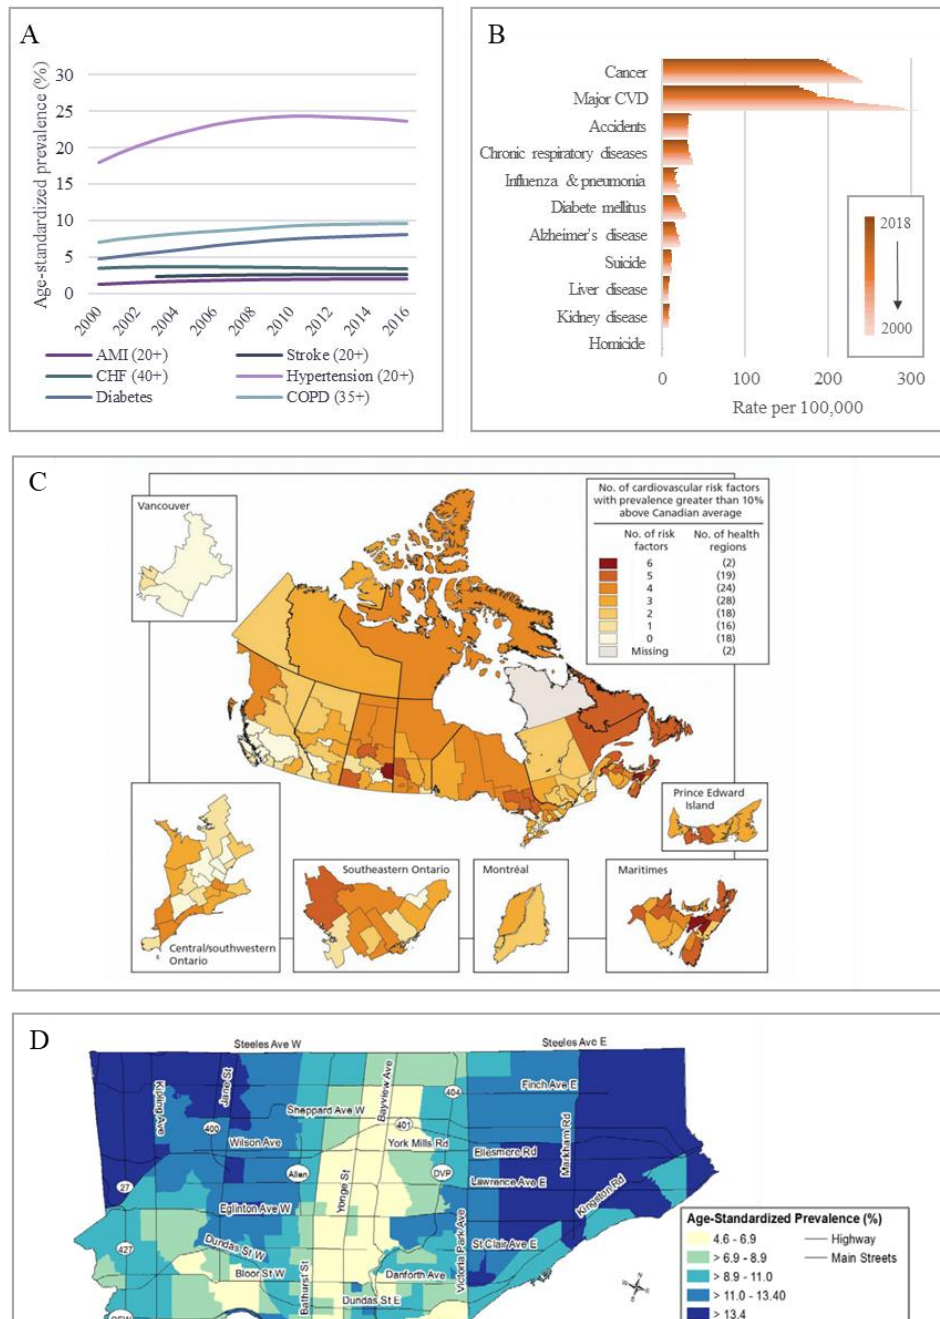 A
Age-standardized prevalence (%)
30
25
20
15
10
5
0
2000
2002
2004
2006
2008
2010
2012
2014
2016
AMI (20+)
Stroke (20+)
CHF (40+)
Hypertension (20+)
Diabetes
COPD (35+)
B
Cancer
Major CVD
Accidents
Chronic respiratory diseases
Influenza & pneumonia
Diabete mellitus
Alzheimer's disease
Suicide
Liver disease
Kidney disease
Homicide
2018
2000
0
100
200
300
Rate per 100,000
C
Vancouver
No. of cardiovascular risk factors
with prevalence greater than 10%
above Canadian average
No. of risk factors
No. of health regions
6 (2)
5 (19)
4 (24)
3 (28)
2 (18)
1 (16)
0 (18)
Missing (2)
Prince Edward
Island
Central/southwestern
Ontario
Southeastern Ontario
Montréal
Maritimes
D
Steeles Ave W
Steeles Ave E
Kipling Ave
Jane St
Bayview Ave
404
Finch Ave E
Sheppard Ave W
400
401
Markham Rd
Wilson Ave
York Mills Rd
Ellesmere Rd
Allen
DVP
Lawrence Ave E
27
Yonge St
Kingston Rd
Eglinton Ave W
Victoria Park Ave
427
Dundas St W
St Clair Ave E
Bloor St W
Bathurst St
Danforth Ave
Dundas St E
QEW
Age-Standardized Prevalence (%)
4.6 - 6.9
> 6.9 - 8.9
> 8.9 - 11.0
> 11.0 - 13.40
> 13.4
Highway
Main Streets